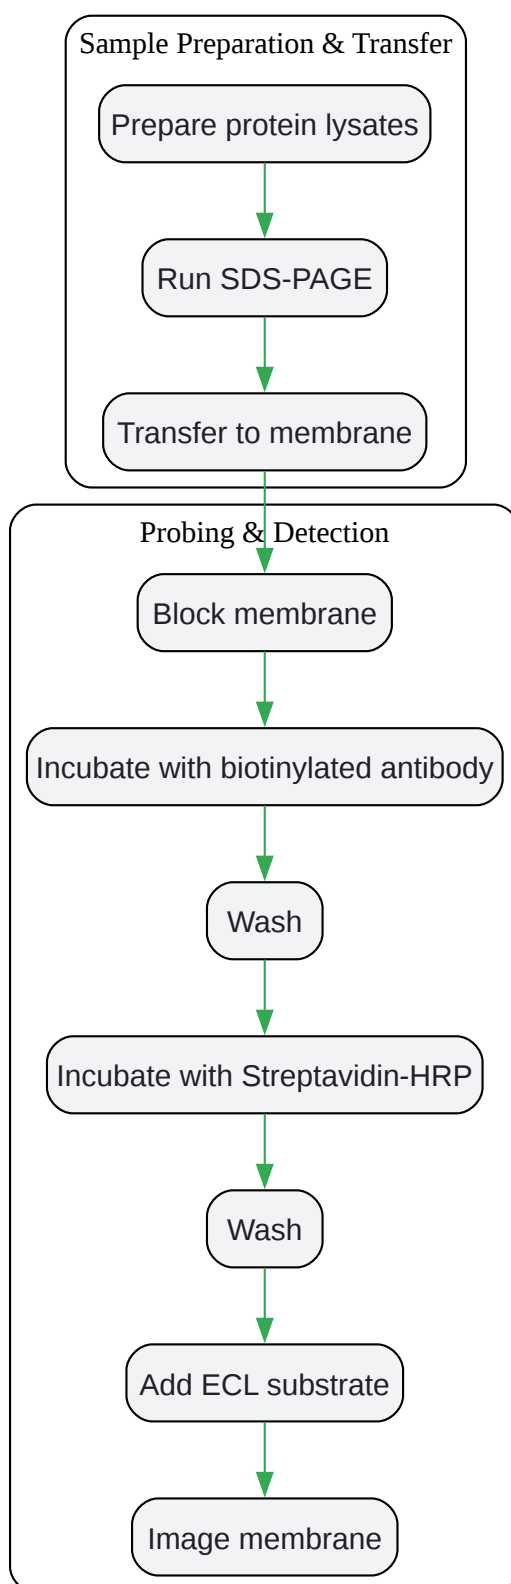 Sample Preparation & Transfer
Prepare protein lysates
Run SDS-PAGE
Transfer to membrane
Probing & Detection
Block membrane
Incubate with biotinylated antibody
Wash
Incubate with Streptavidin-HRP
Wash
Add ECL substrate
Image membrane